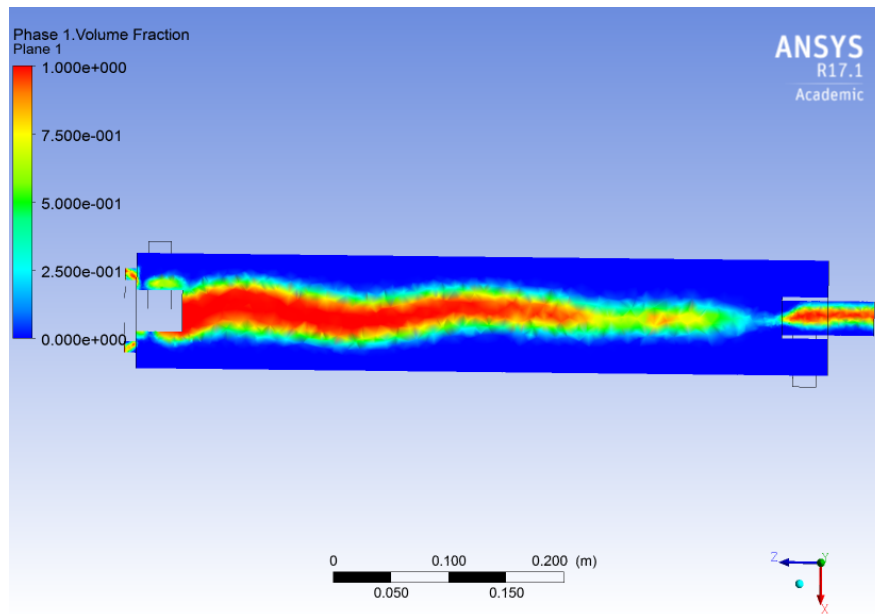 Phase 1.Volume Fraction
Plane 1
1.000e+000
7.500e-001
5.000e-001
2.500e-001
0.000e+000
ANSYS
R17.1
Academic
0 0.100 0.200 (m)
0.050 0.150
Z Y
X